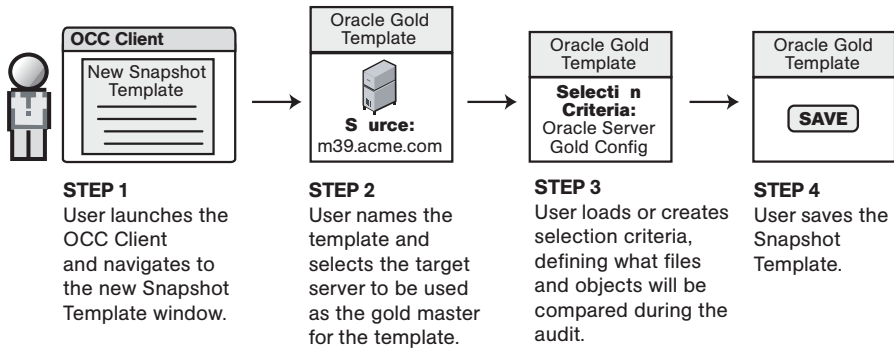 OCC Client
New Snapshot
Template
Oracle Gold
Template
S urce:
m39.acme.com
Oracle Gold
Template
Selecti n
Criteria:
Oracle Server
Gold Config
Oracle Gold
Template
SAVE
STEP 1
User launches the
OCC Client
and navigates to
the new Snapshot
Template window.
STEP 2
User names the
template and
selects the target
server to be used
as the gold master
for the template.
STEP 3
User loads or creates
selection criteria,
defining what files
and objects will be
compared during the
audit.
STEP 4
User saves the
Snapshot
Template.